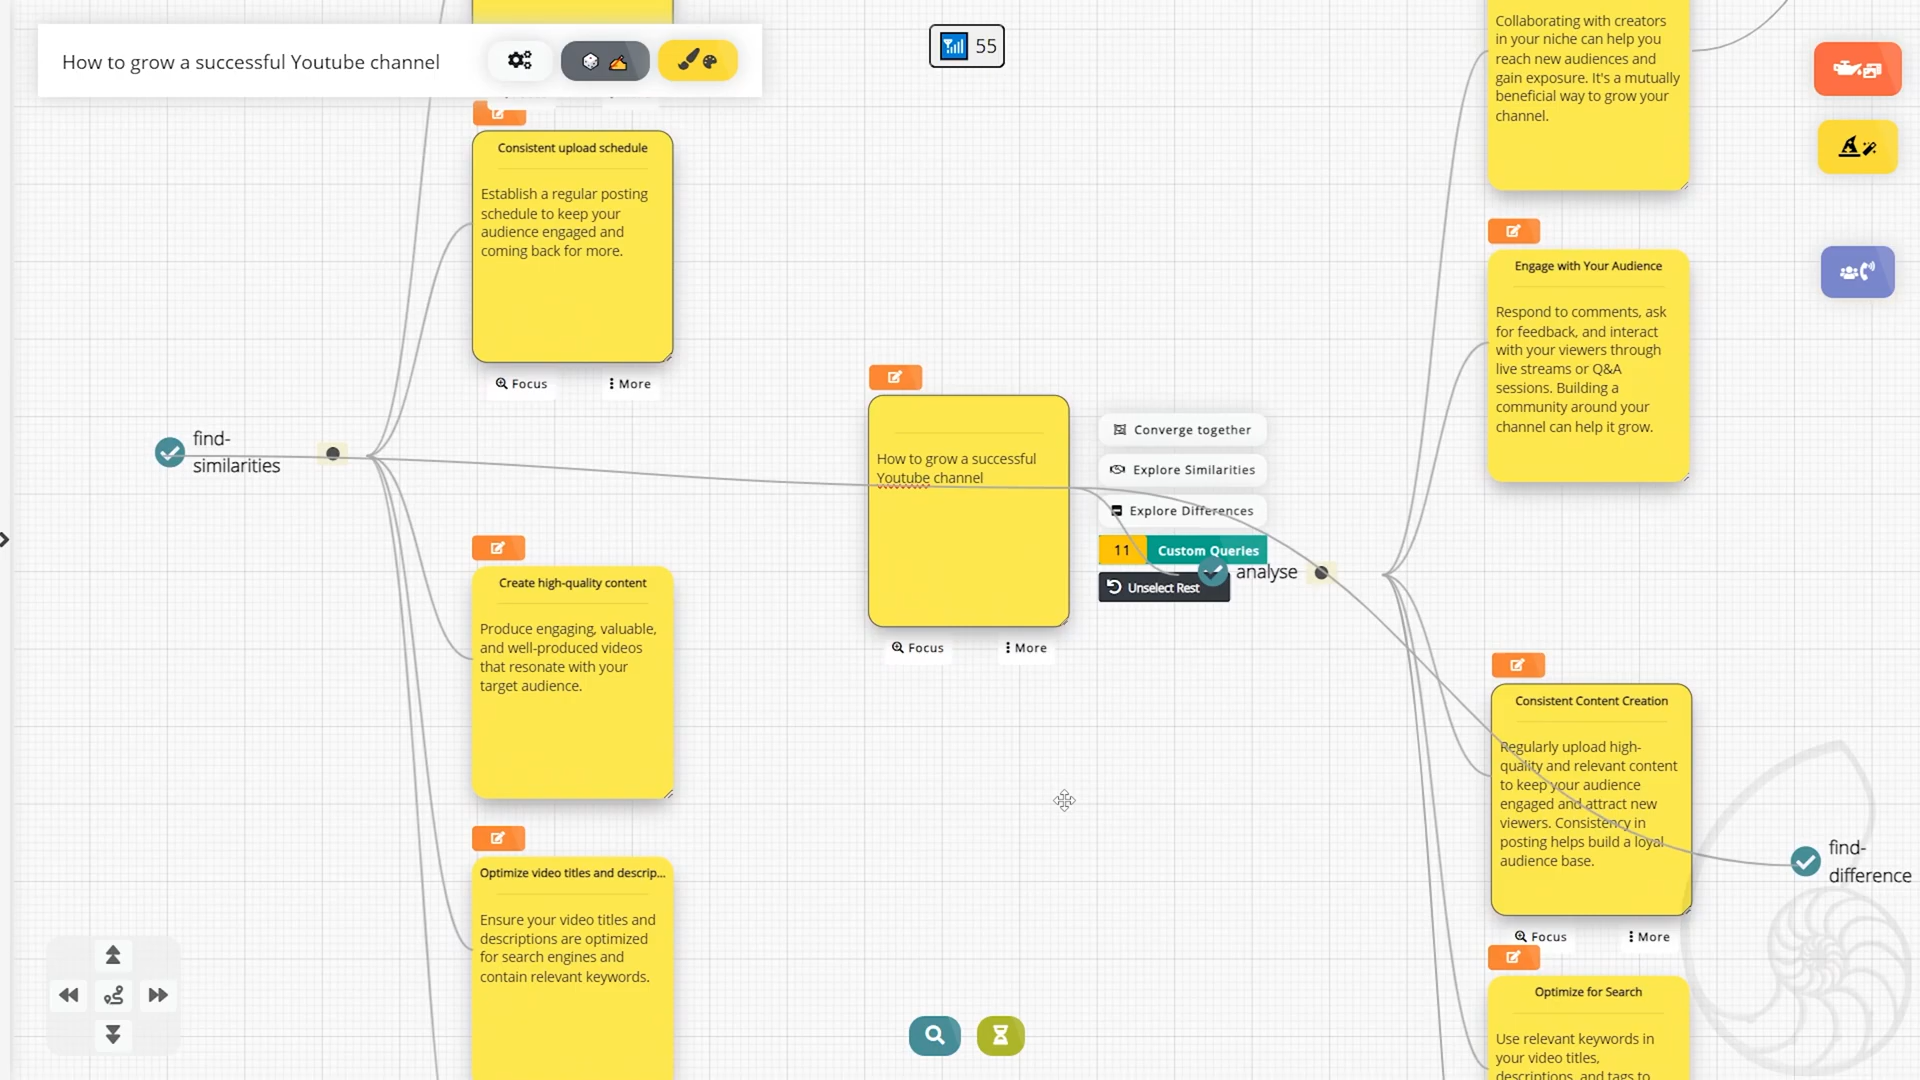 How to grow a successful Youtube channel
55
Consistent upload schedule
Establish a regular posting
schedule to keep your
audience engaged and
coming back for more.
Focus
More
find-
similarities
Create high-quality content
Produce engaging, valuable,
and well-produced videos
that resonate with your
target audience.
Optimize video titles and descrip...
Ensure your video titles and
descriptions are optimized
for search engines and
contain relevant keywords.
How to grow a successful
Youtube channel
Focus
More
Converge together
Explore Similarities
Explore Differences
11
Custom Queries
Unselect Rest
analyse
Collaborating with creators
in your niche can help you
reach new audiences and
gain exposure. It's a mutually
beneficial way to grow your
channel.
Engage with Your Audience
Respond to comments, ask
for feedback, and interact
with your viewers through
live streams or Q&A
sessions. Building a
community around your
channel can help it grow.
Consistent Content Creation
Regularly upload high-
quality and relevant content
to keep your audience
engaged and attract new
viewers. Consistency in
posting helps build a loyal
audience base.
Focus
More
find-
difference
Optimize for Search
Use relevant keywords in
your video titles,
descriptions, and tags to